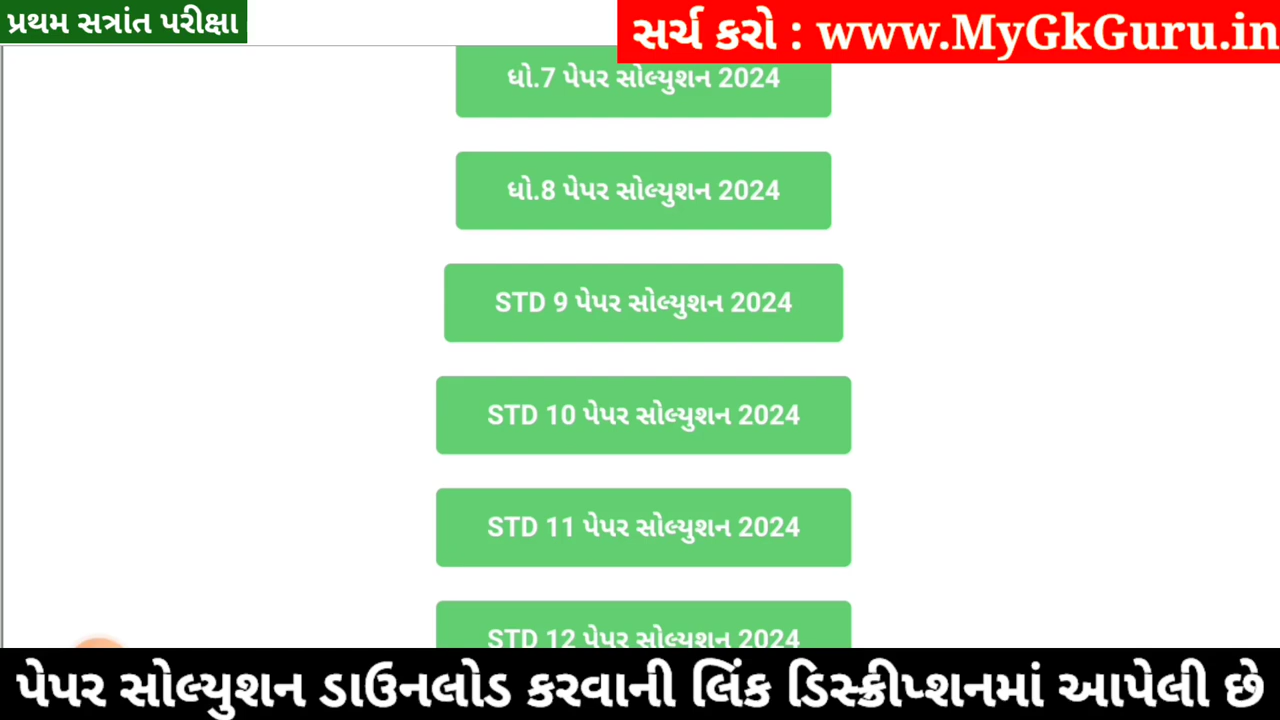 પ્રથમ સત્રાંત પરીક્ષા
સર્ચ કરો : www.MyGkGuru.in
ધો.7 પેપર સોલ્યુશન 2024
ધો.8 પેપર સોલ્યુશન 2024
STD 9 પેપર સોલ્યુશન 2024
STD 10 પેપર સોલ્યુશન 2024
STD 11 પેપર સોલ્યુશન 2024
STD 12 પેપર સોલ્યુશન 2024
પેપર સોલ્યુશન ડાઉનલોડ કરવાની લિંક ડિસ્ક્રીપ્શનમાં આપેલી છે